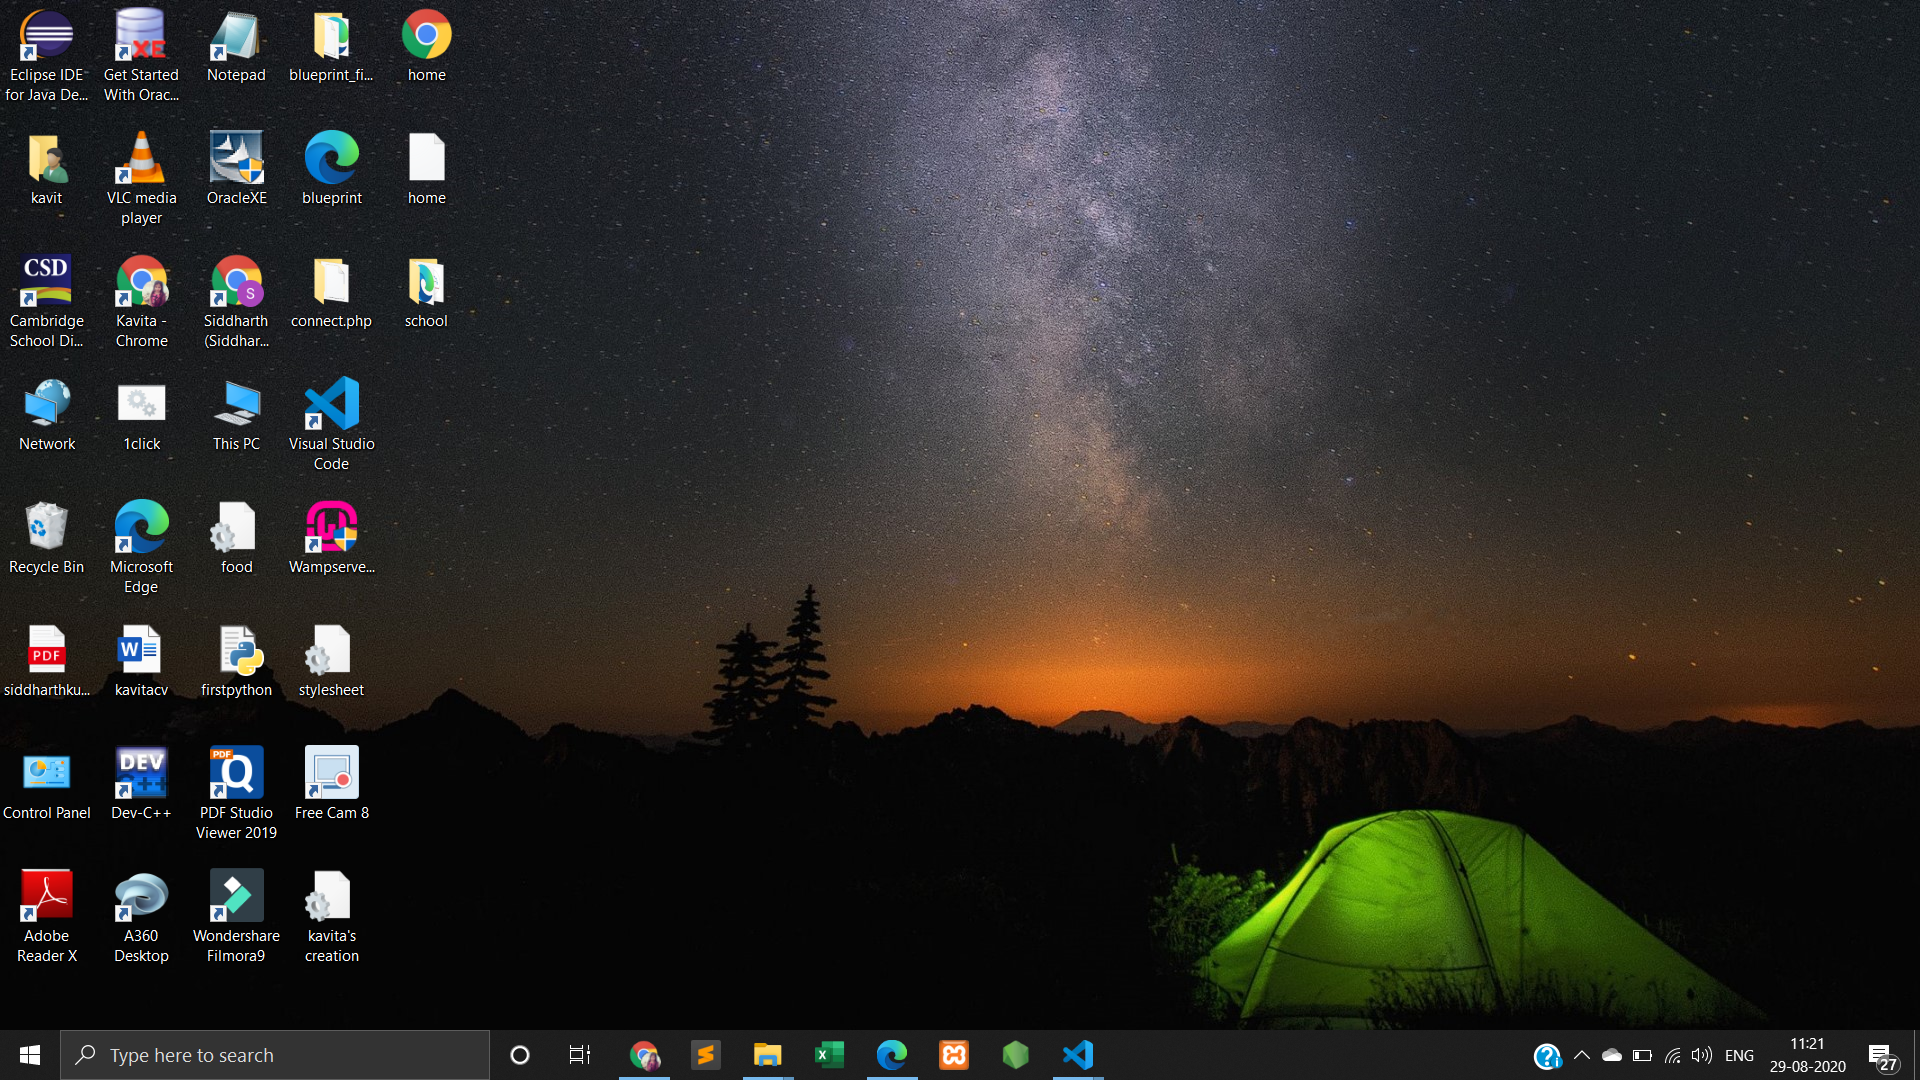 Eclipse IDE
for Java De...
Get Started
With Orac...
XE
Notepad
blueprint_fi...
home
kavit
VLC media
player
OracleXE
blueprint
home
CSD
Cambridge
School Di...
Kavita -
Chrome
S
Siddharth
(Siddhar...
connect.php
school
Network
1click
This PC
Visual Studio
Code
Recycle Bin
Microsoft
Edge
food
Wampserve...
PDF
siddharthku...
W
kavitacv
firstpython
stylesheet
Control Panel
DEV
C++
Dev-C++
PDF
Q
PDF Studio
Viewer 2019
Free Cam 8
Adobe
Reader X
A360
Desktop
Wondershare
Filmora9
kavita's
creation
Type here to search
ENG
11:21
29-08-2020
27